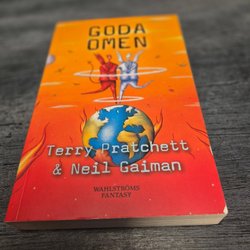 GODA
OMEN
Terry Pratchett
& Neil Gaiman
WAHLSTRÖMS
FANTASY